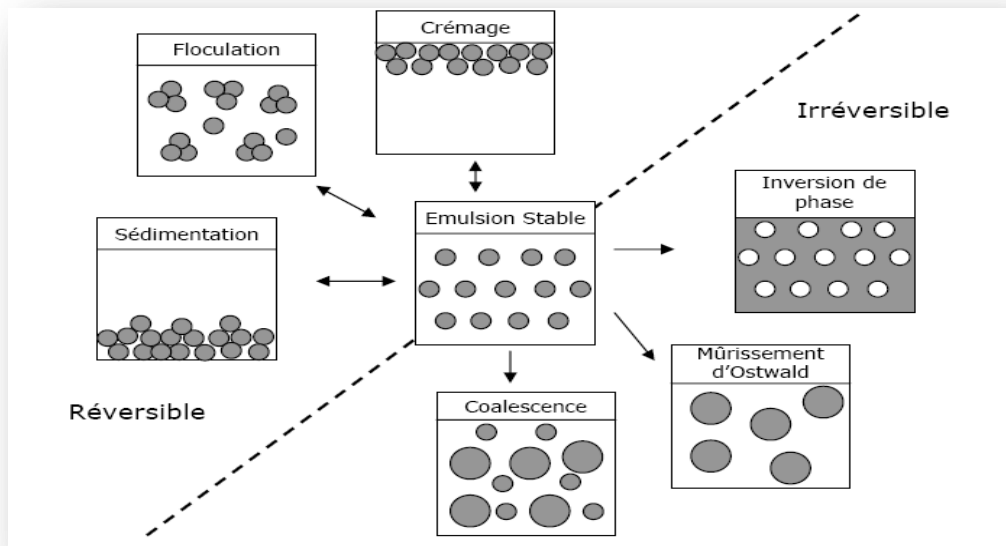 Crémage
Floculation
Irréversible
Inversion de
phase
Emulsion Stable
Sédimentation
Mûrissement
d'Ostwald
Réversible
Coalescence